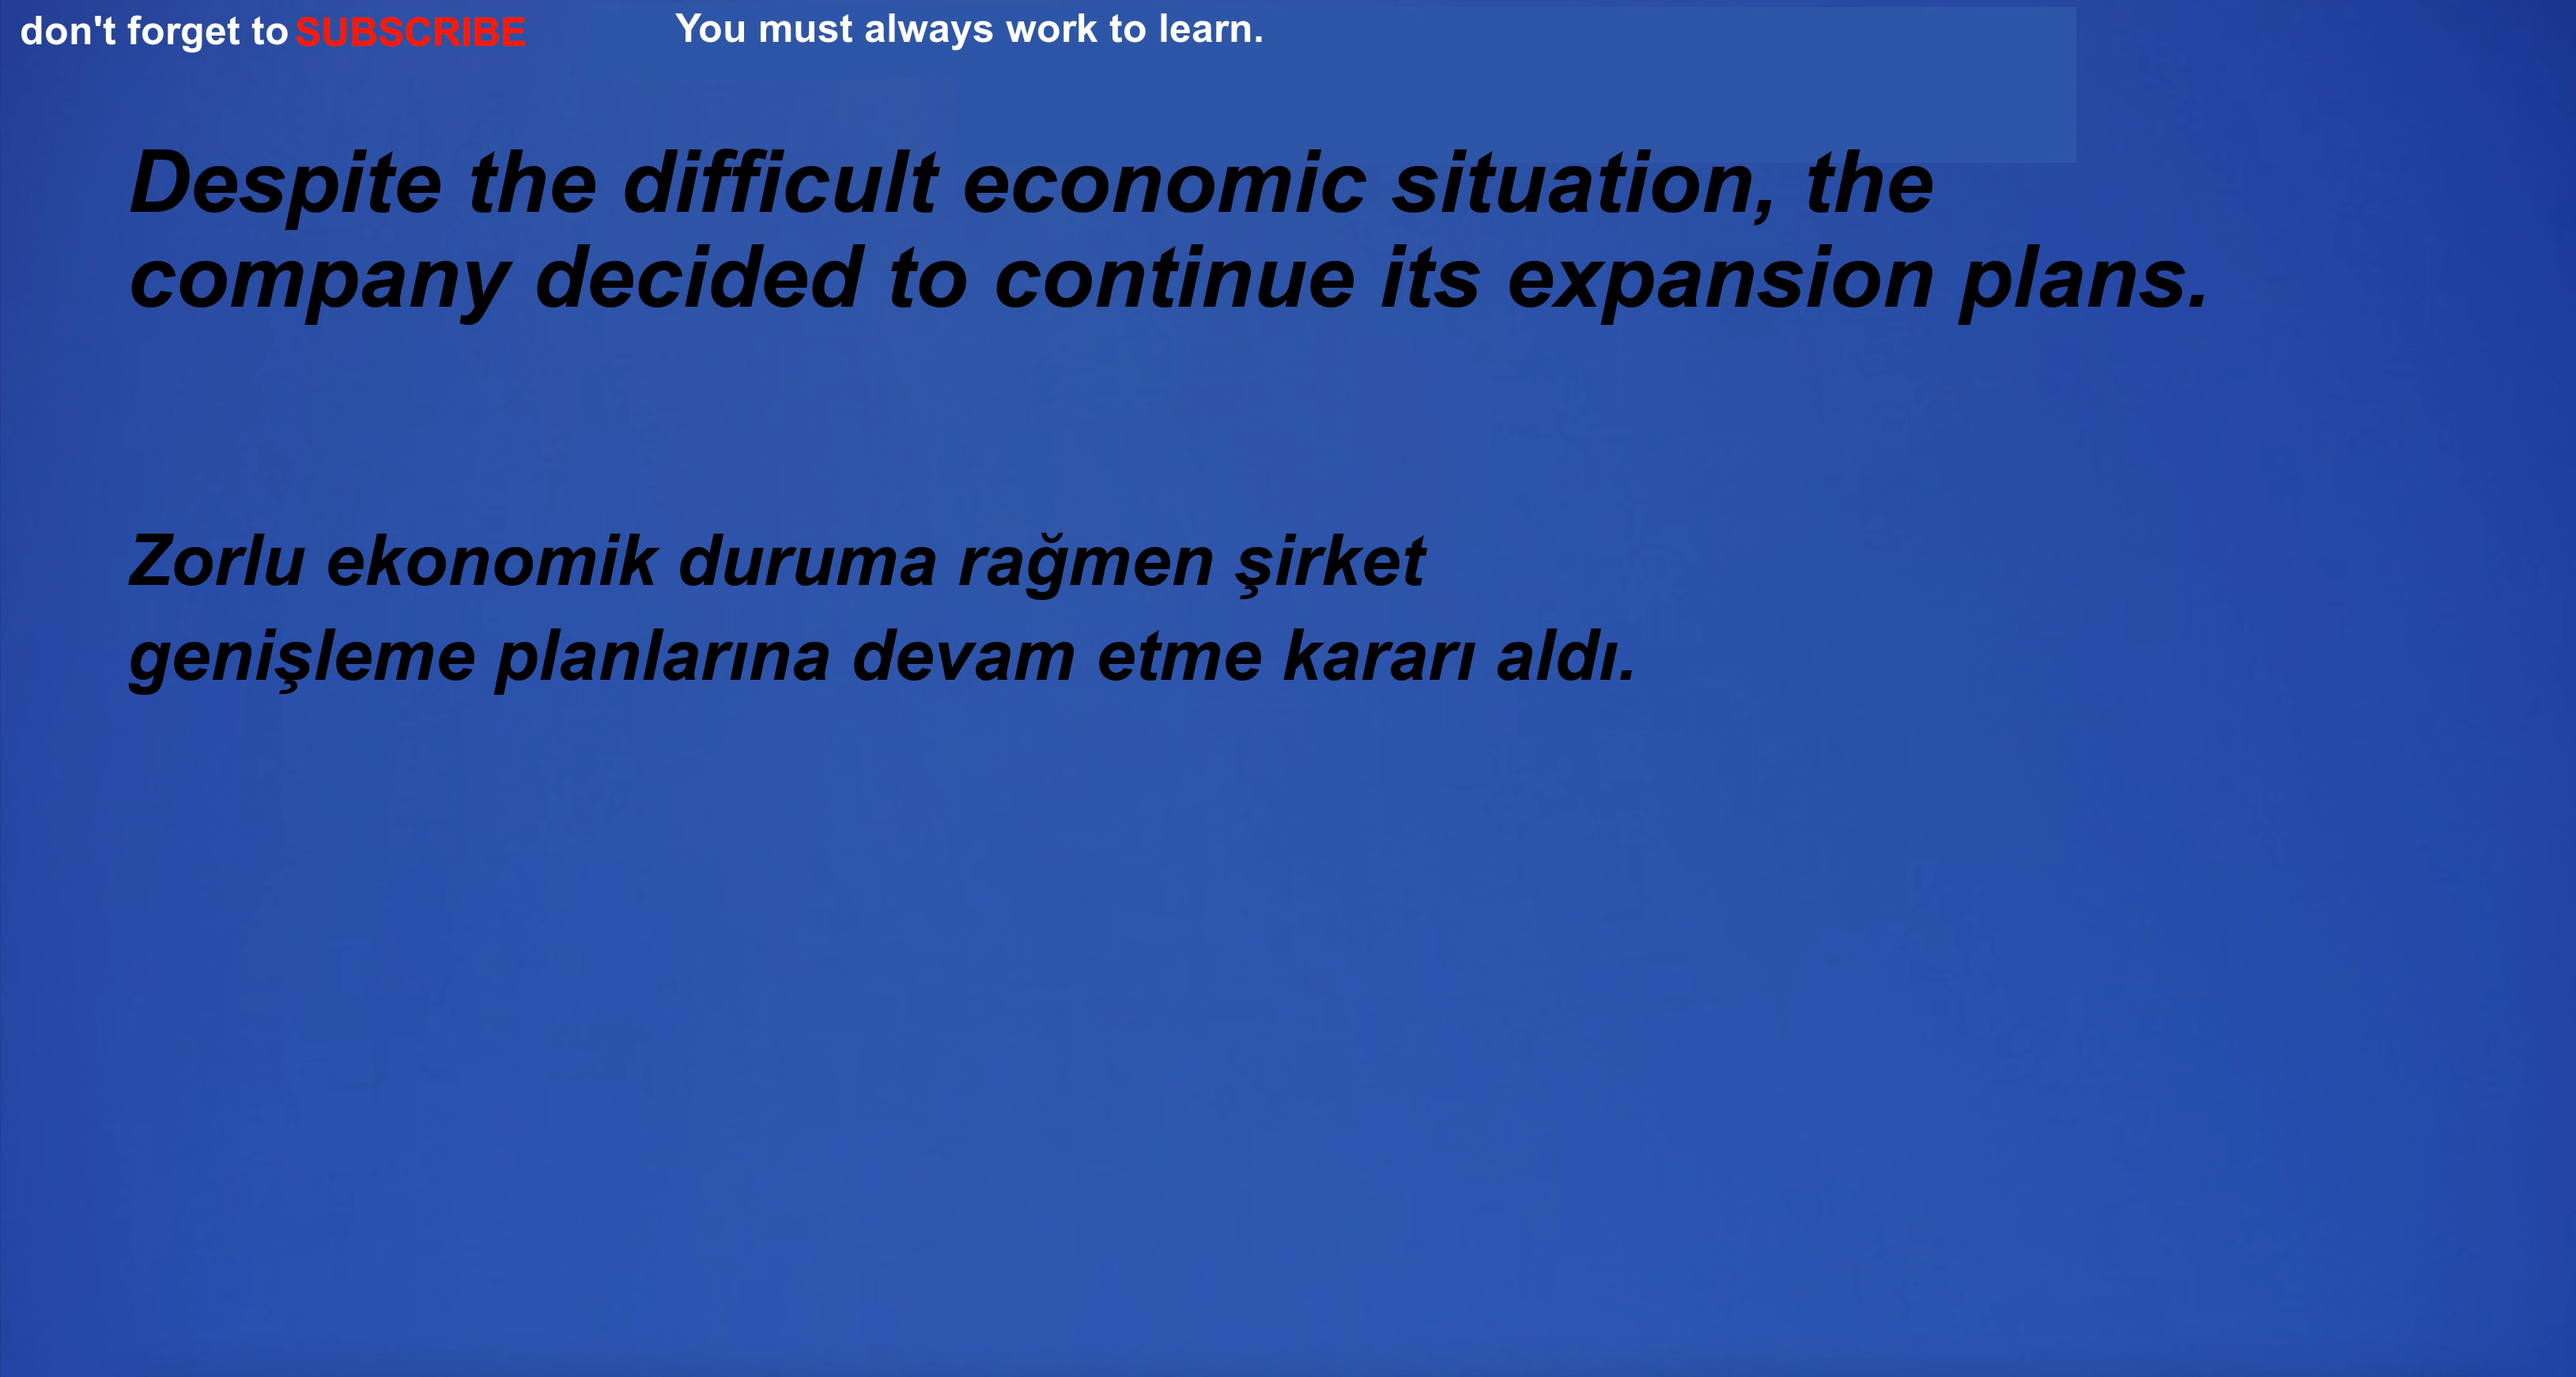 don't forget to SUBSCRIBE You must always work to learn.
Despite the difficult economic situation, the
company decided to continue its expansion plans.
Zorlu ekonomik duruma rağmen şirket
genişleme planlarına devam etme kararı aldı.